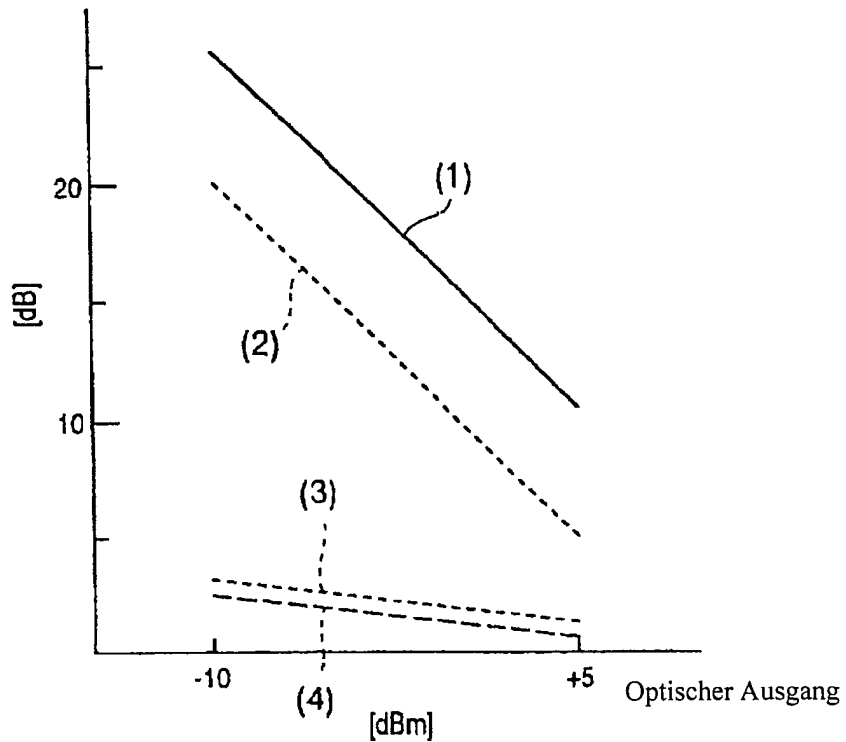 (1)
20
[dB]
(2)
10
(3)
-10
+5
Optischer Ausgang
(4)
[dBm]